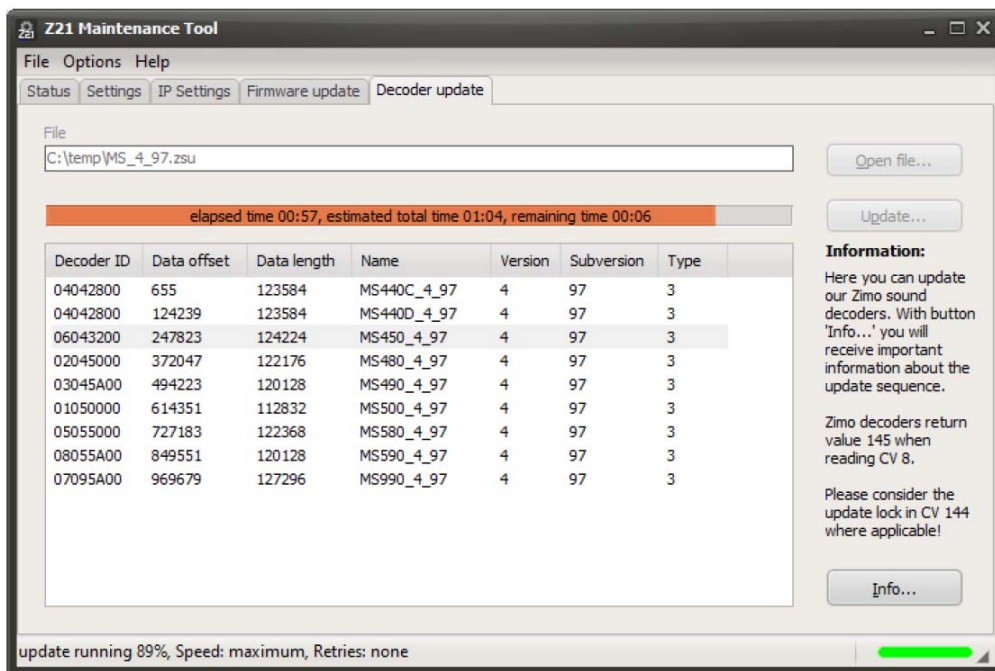 Z21 Maintenance Tool
File Options Help
Status Settings IP Settings Firmware update Decoder update
File
C:\temp\MS_4_97.zsu
Open file...
elapsed time 00:57, estimated total time 01:04, remaining time 00:06
Update...
Decoder ID Data offset Data length Name Version Subversion Type
04042800 655 123584 MS440C_4_97 4 97 3
04042800 124239 123584 MS440D_4_97 4 97 3
06043200 247823 124224 MS450_4_97 4 97 3
02045000 372047 122176 MS480_4_97 4 97 3
03045A00 494223 120128 MS490_4_97 4 97 3
01050000 614351 112832 MS500_4_97 4 97 3
05055000 727183 122368 MS580_4_97 4 97 3
08055A00 849551 120128 MS590_4_97 4 97 3
07095A00 969679 127296 MS990_4_97 4 97 3
Information:
Here you can update
our Zimo sound
decoders. With button
'Info...' you will
receive important
information about the
update sequence.
Zimo decoders return
value 145 when
reading CV 8.
Please consider the
update lock in CV 144
where applicable!
Info...
update running 89%, Speed: maximum, Retries: none